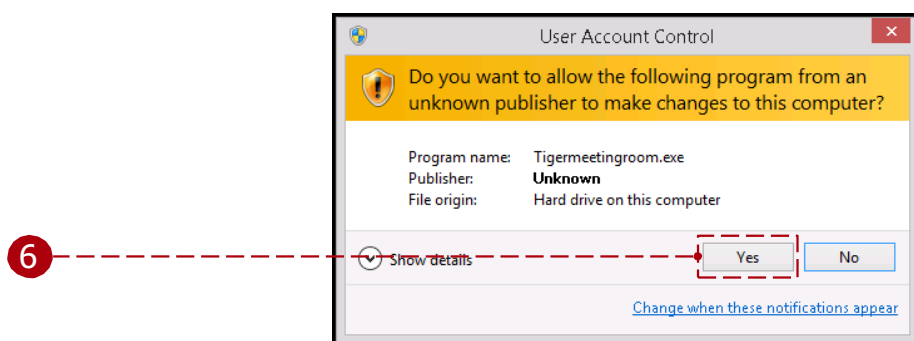 User Account Control
Do you want to allow the following program from an
unknown publisher to make changes to this computer?
Program name: Tigermeetingroom.exe
Publisher: Unknown
File origin: Hard drive on this computer
6
Show details
Yes
No
Change when these notifications appear